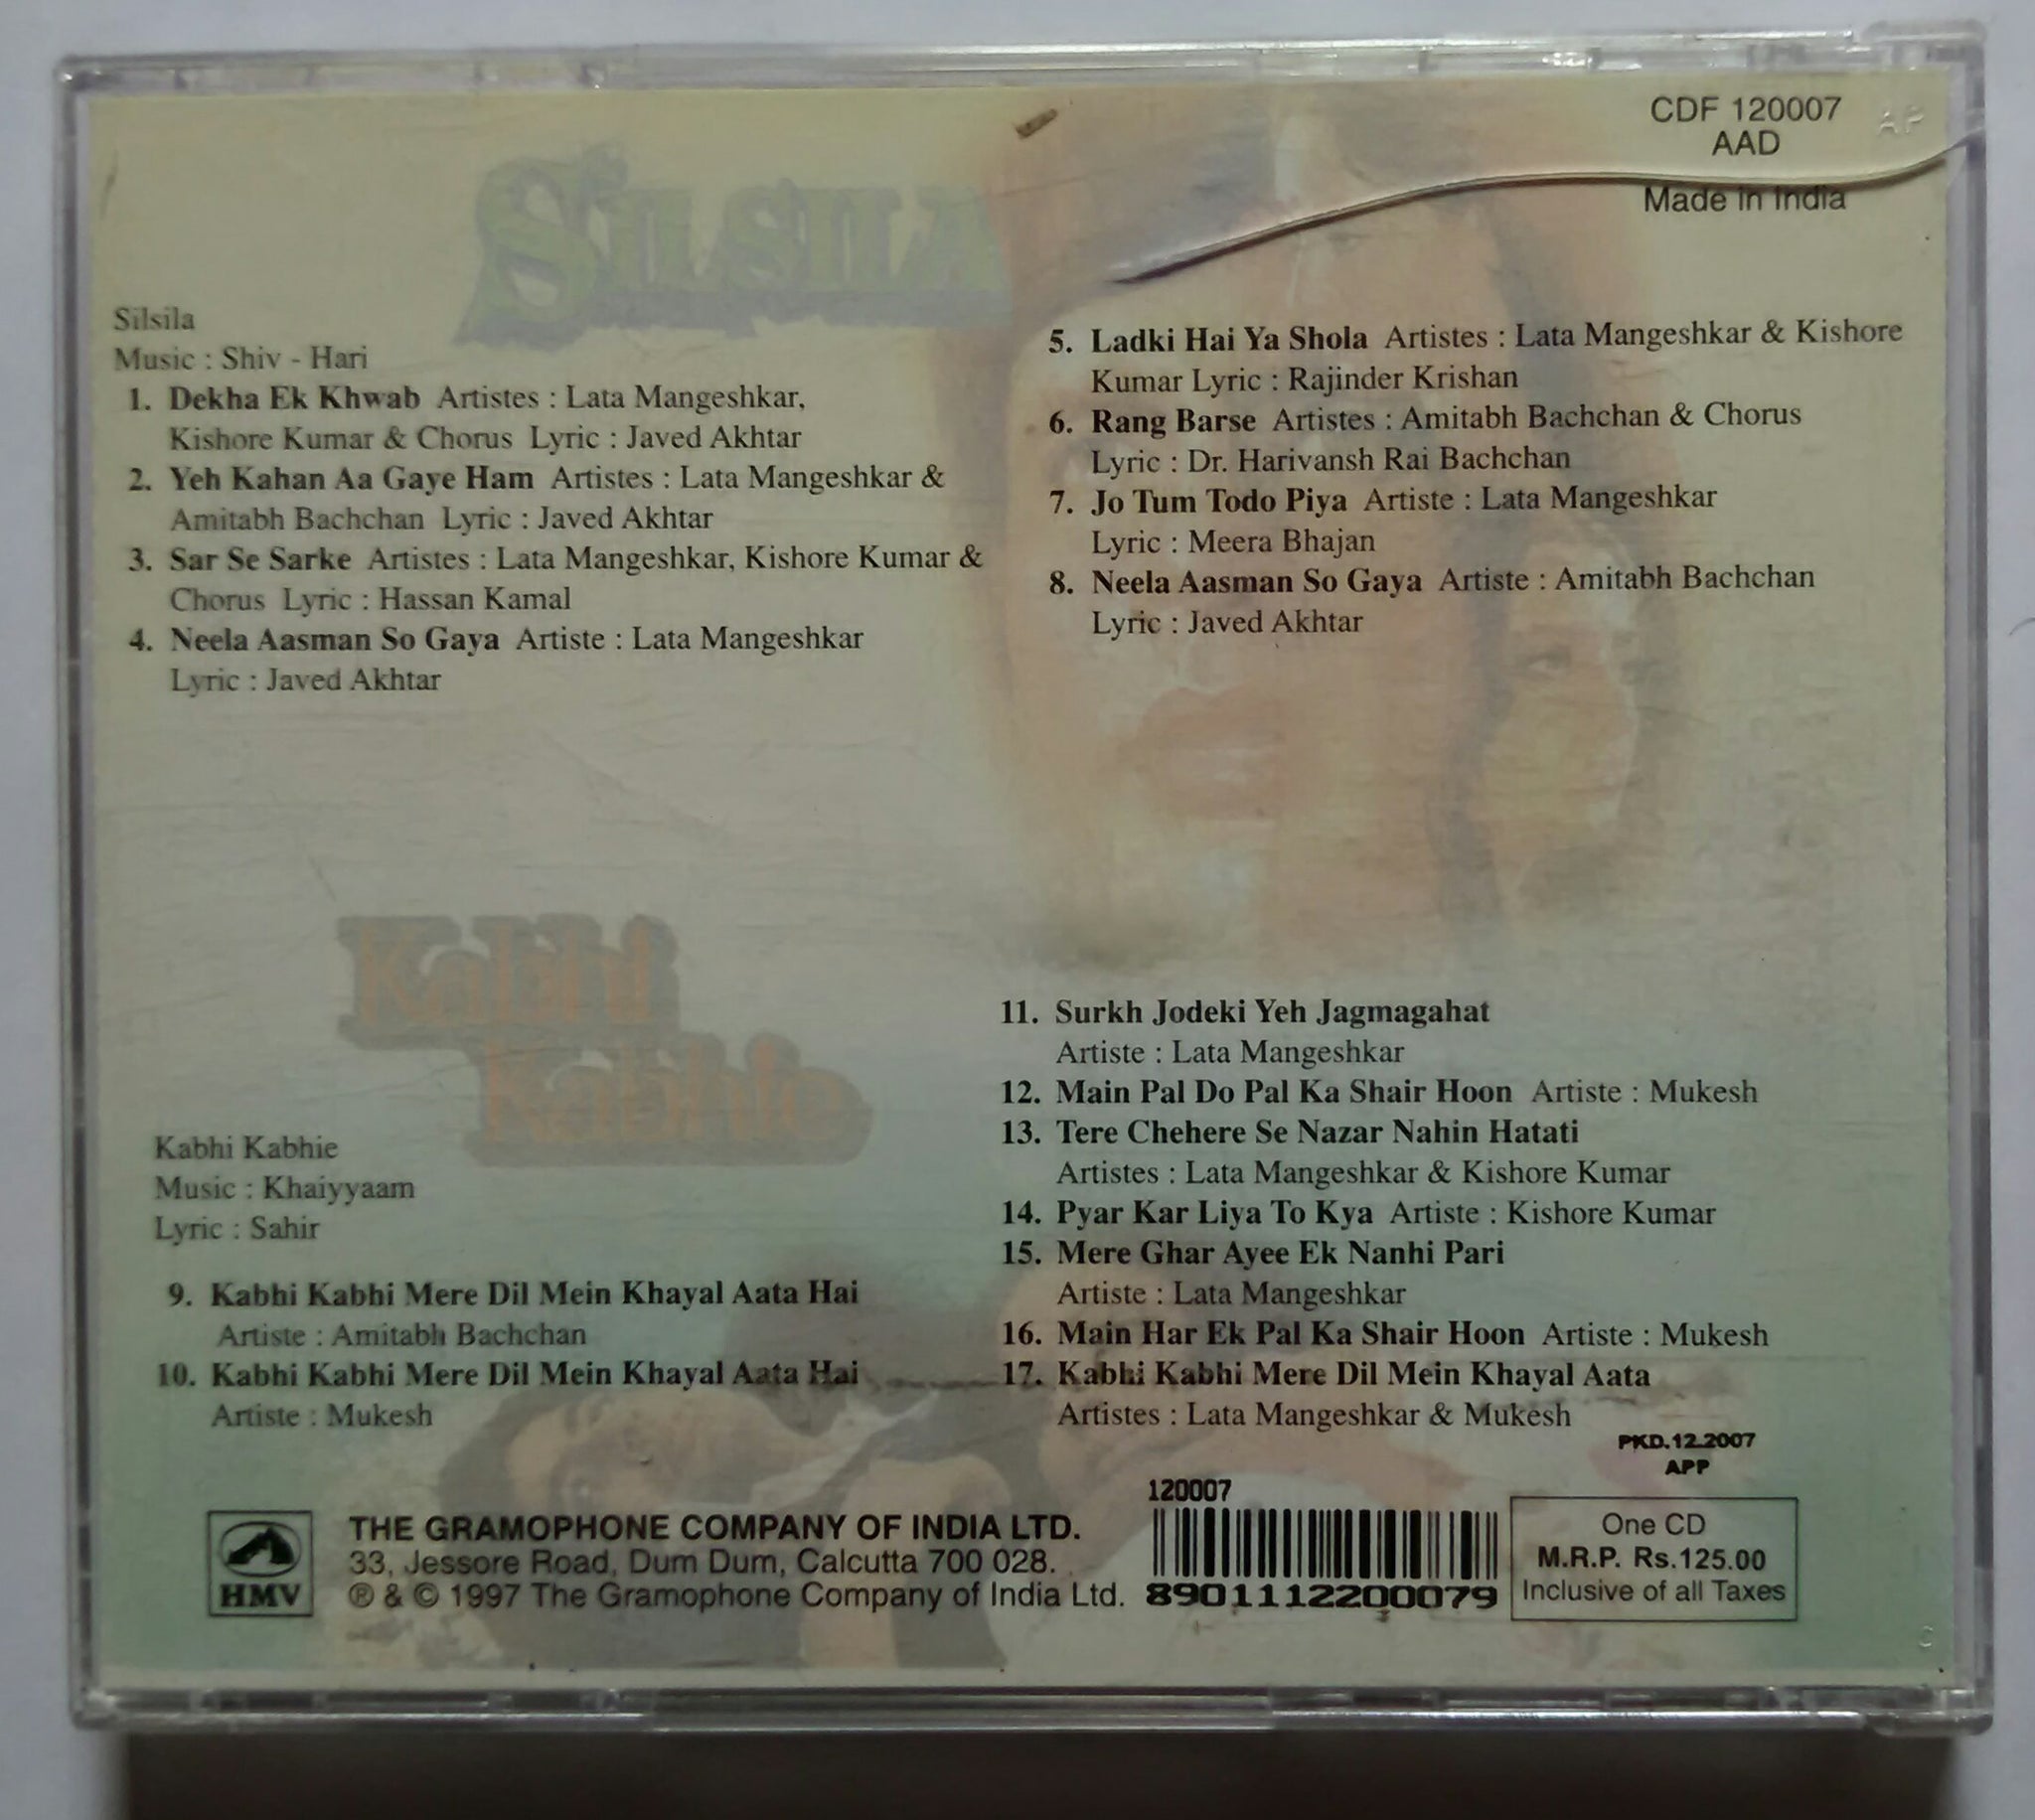 CDF 120007
AAD
Made in India
SILSILA
Silsila
Music : Shiv - Hari
1. Dekha Ek Khwab Artistes : Lata Mangeshkar,
Kishore Kumar & Chorus Lyric : Javed Akhtar
2. Yeh Kahan Aa Gaye Ham Artistes : Lata Mangeshkar &
Amitabh Bachchan Lyric : Javed Akhtar
3. Sar Se Sarke Artistes : Lata Mangeshkar, Kishore Kumar &
Chorus Lyric : Hassan Kamal
4. Neela Aasman So Gaya Artiste : Lata Mangeshkar
Lyric : Javed Akhtar
5. Ladki Hai Ya Shola Artistes : Lata Mangeshkar & Kishore
Kumar Lyric : Rajinder Krishan
6. Rang Barse Artistes : Amitabh Bachchan & Chorus
Lyric : Dr. Harivansh Rai Bachchan
7. Jo Tum Todo Piya Artiste : Lata Mangeshkar
Lyric : Meera Bhajan
8. Neela Aasman So Gaya Artiste : Amitabh Bachchan
Lyric : Javed Akhtar
Kabhi
Kabhie
Kabhi Kabhie
Music : Khaiyyaam
Lyric : Sahir
9. Kabhi Kabhi Mere Dil Mein Khayal Aata Hai
Artiste : Amitabh Bachchan
10. Kabhi Kabhi Mere Dil Mein Khayal Aata Hai
Artiste : Mukesh
11. Surkh Jodeki Yeh Jagmagahat
Artiste : Lata Mangeshkar
12. Main Pal Do Pal Ka Shair Hoon Artiste : Mukesh
13. Tere Chehere Se Nazar Nahin Hatati
Artistes : Lata Mangeshkar & Kishore Kumar
14. Pyar Kar Liya To Kya Artiste : Kishore Kumar
15. Mere Ghar Ayee Ek Nanhi Pari
Artiste : Lata Mangeshkar
16. Main Har Ek Pal Ka Shair Hoon Artiste : Mukesh
17. Kabhi Kabhi Mere Dil Mein Khayal Aata
Artistes : Lata Mangeshkar & Mukesh
PKD.12.2007
APP
HMV
THE GRAMOPHONE COMPANY OF INDIA LTD.
33, Jessore Road, Dum Dum, Calcutta 700 028.
℗ & © 1997 The Gramophone Company of India Ltd.
120007
8901112200079
One CD
M.R.P. Rs.125.00
Inclusive of all Taxes